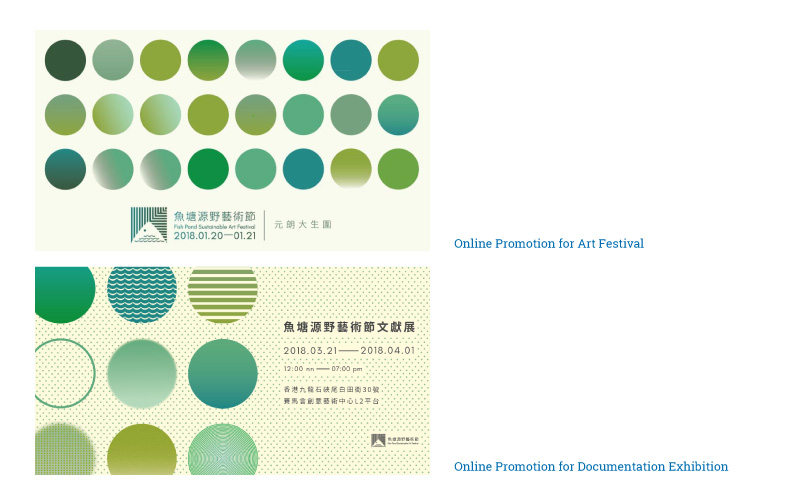 魚塘源野藝術節
Fish Pond Sustainable Art Festival
2018.01.20—01.21
元朗大生圍
Online Promotion for Art Festival
魚塘源野藝術節文獻展
2018.03.21——2018.04.01
12:00 nn — 07:00 pm
香港九龍石硤尾白田街30號
賽馬會創意藝術中心L2平台
魚塘源野藝術節
Online Promotion for Documentation Exhibition